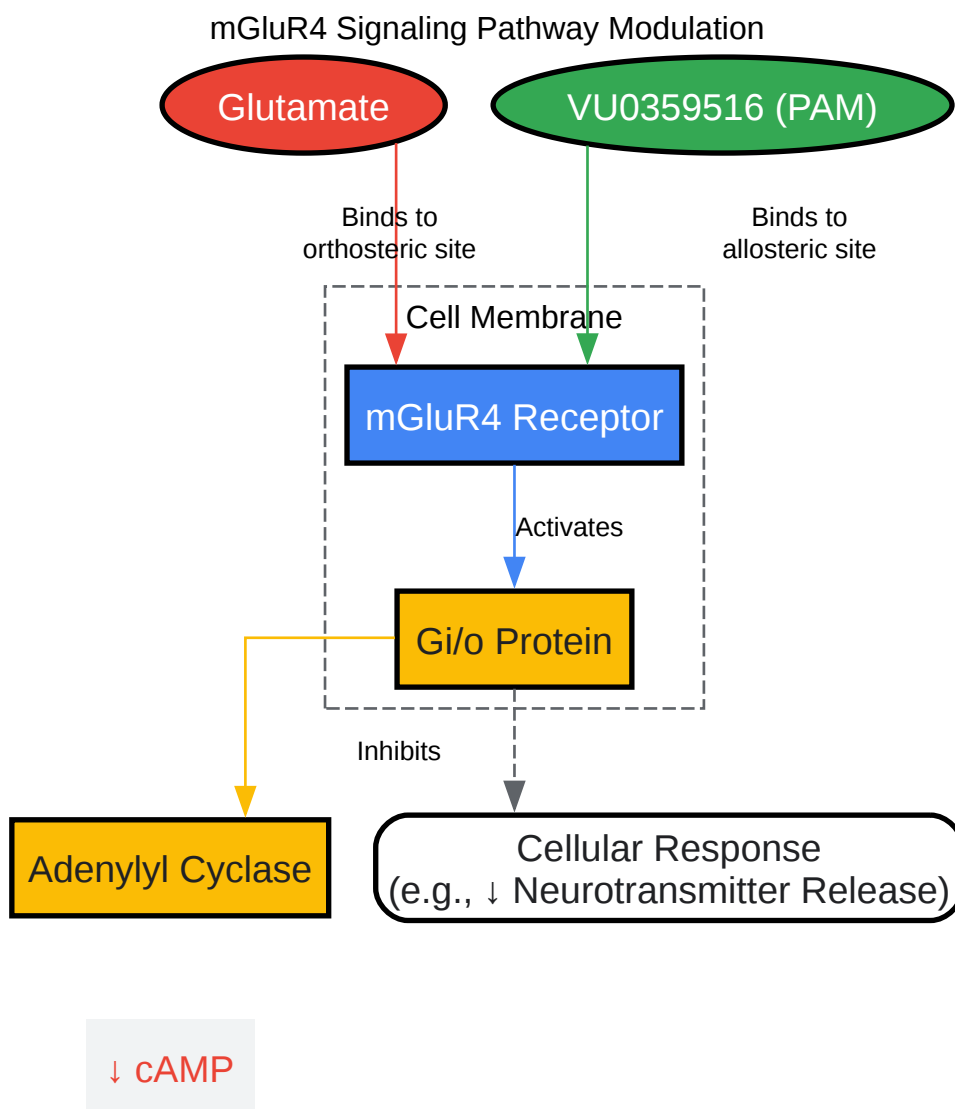 mGluR4 Signaling Pathway Modulation
Glutamate
VU0359516 (PAM)
Binds to
orthosteric site
Binds to
allosteric site
Cell Membrane
mGluR4 Receptor
Activates
Gi/o Protein
Inhibits
Adenylyl Cyclase
Cellular Response
(e.g., ↓ Neurotransmitter Release)
↓ cAMP